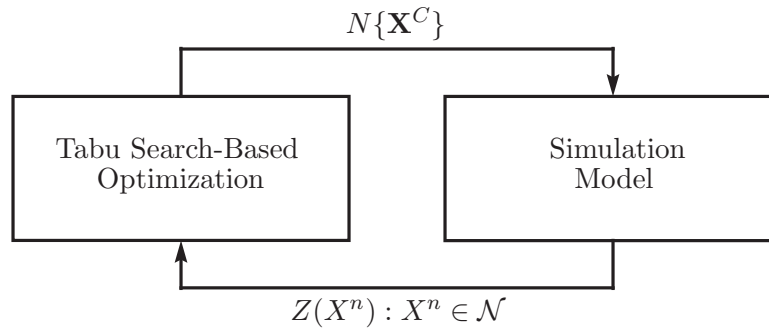 N{X^C}
Tabu Search-Based
Optimization
Simulation
Model
Z(X^n) : X^n ∈ 𝒩